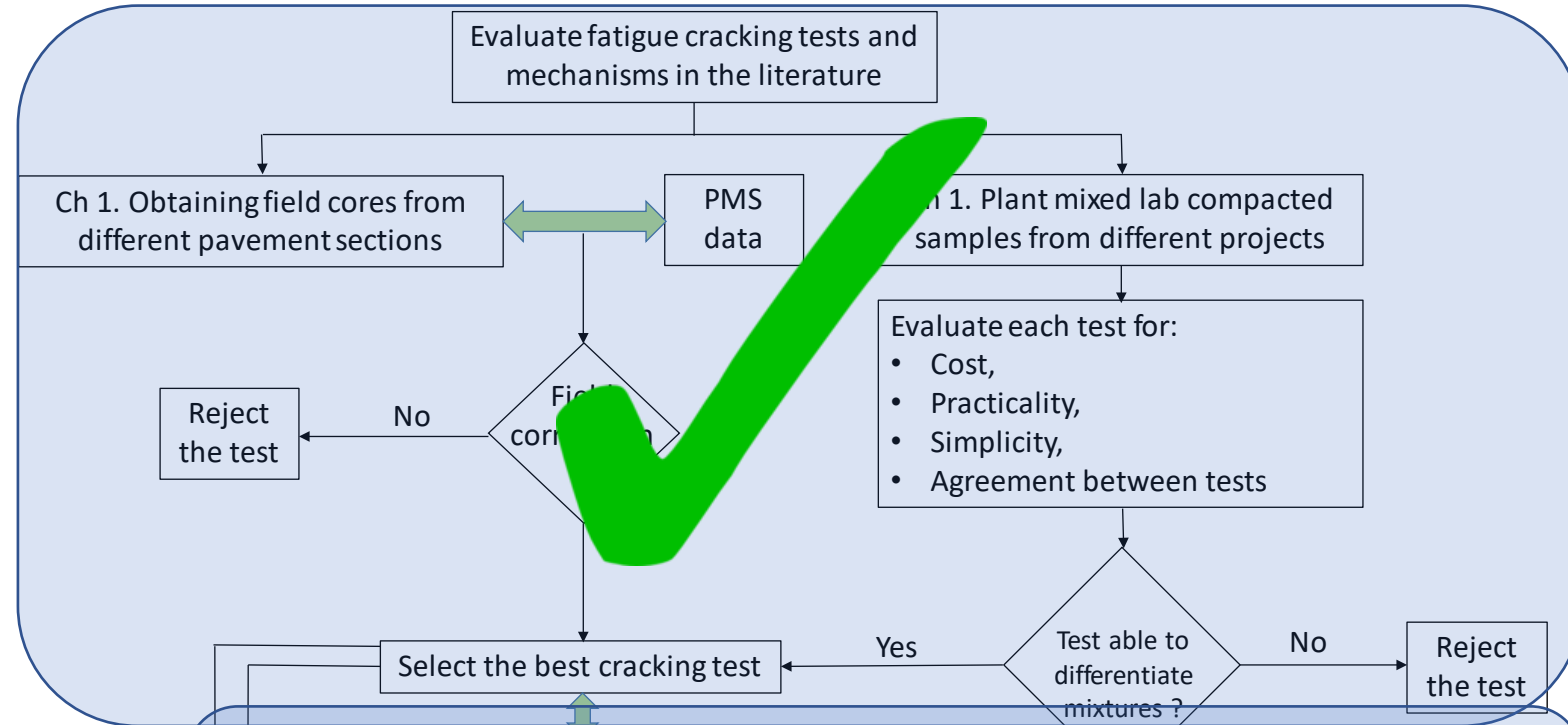 Evaluate fatigue cracking tests and
mechanisms in the literature
Ch 1. Obtaining field cores from
different pavement sections
PMS
data
1. Plant mixed lab compacted
samples from different projects
Evaluate each test for:
• Cost,
• Practicality,
• Simplicity,
• Agreement between tests
Reject
the test
No
Select the best cracking test
Yes
Test able to
differentiate
mixtures ?
No
Reject
the test